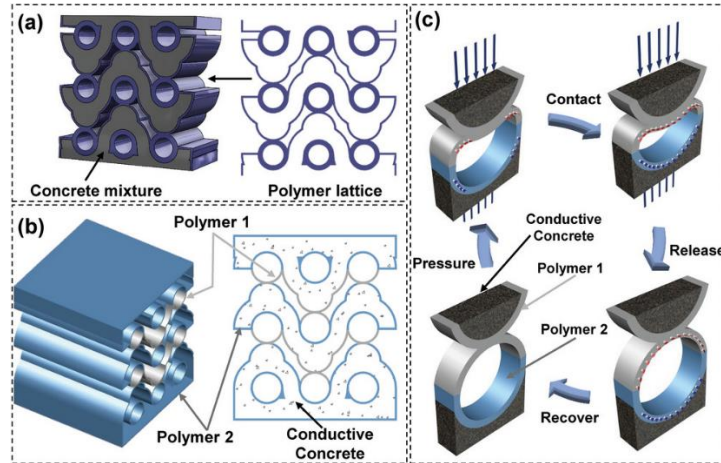 (a)
Concrete mixture
Polymer lattice
(b)
Polymer 1
Polymer 2
Conductive
Concrete
(c)
Contact
Conductive
Concrete
Pressure
Polymer 1
Release
Polymer 2
Recover